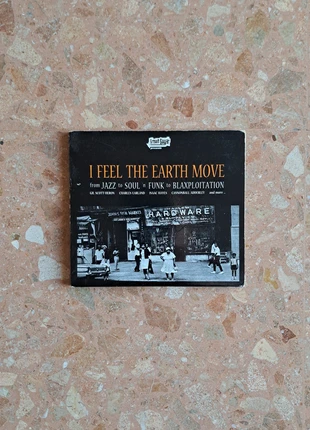 I FEEL THE EARTH MOVE
from JAZZ to SOUL & FUNK to BLAXPLOITATION
GIL SCOTT-HERON CHARLES EARLAND ISAAC HAYES CANNONBALL ADDERLEY and more...
HARDWARE